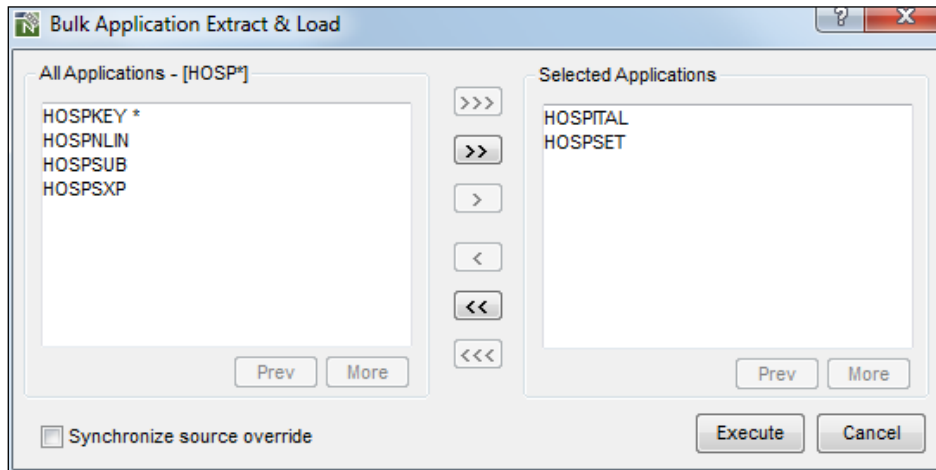 Bulk Application Extract & Load
? X
All Applications - [HOSP*]
HOSPKEY *
HOSPNLIN
HOSPSUB
HOSPSXP
Prev
More
>>>
>>
>
<
<<
<<<
Selected Applications
HOSPITAL
HOSPSET
Prev
More
Synchronize source override
Execute
Cancel